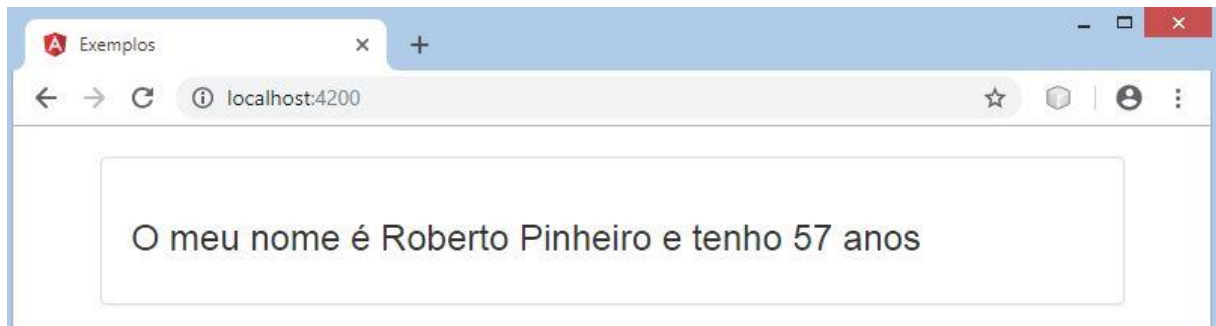 Exemplos
localhost:4200
O meu nome é Roberto Pinheiro e tenho 57 anos